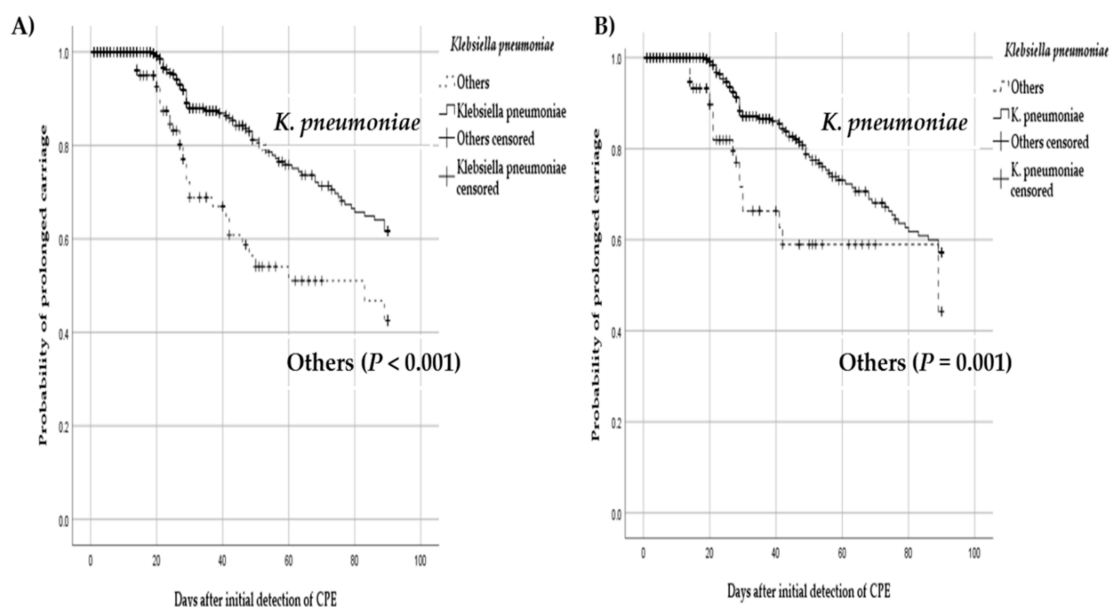 A)
Klebsiella pneumoniae
Others
Klebsiella pneumoniae
Others censored
Klebsiella pneumoniae
censored
K. pneumoniae
Others (P < 0.001)
Probability of prolonged carriage
1.0
0.8
0.6
0.4
0.2
0.0
0 20 40 60 80 100
Days after initial detection of CPE
B)
Klebsiella pneumoniae
Others
K. pneumoniae
Others censored
K. pneumoniae
censored
K. pneumoniae
Others (P = 0.001)
Probability of prolonged carriage
1.0
0.8
0.6
0.4
0.2
0.0
0 20 40 60 80 100
Days after initial detection of CPE